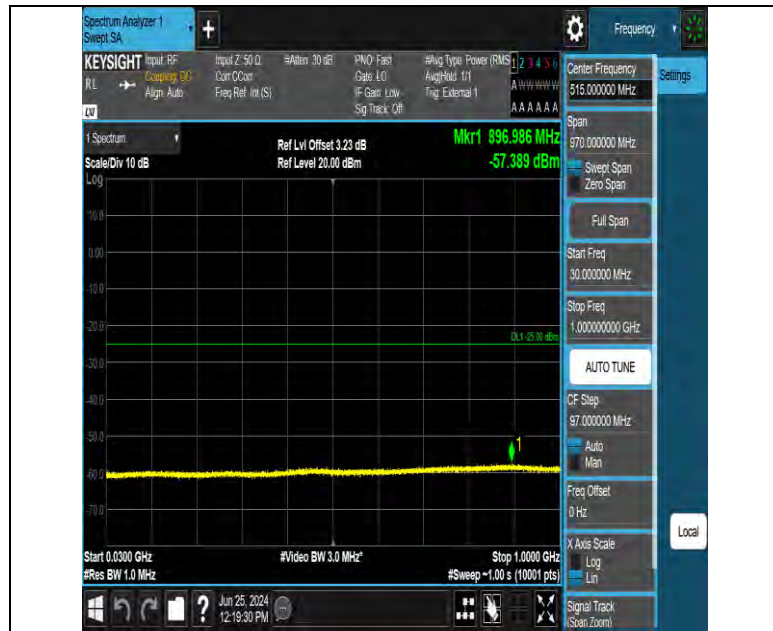 Spectrum Analyzer 1
Swept SA
+
Frequency
KEYSIGHT
RL
LXI
Input: RF
Coupling: DC
Align: Auto
Input Z: 50 Ω
Corr CCorr
Freq Ref: Int (S)
#Atten: 30 dB
PNO: Fast
Gate: LO
IF Gain: Low
Sig Track: Off
#Avg Type: Power (RMS
Avg|Hold: 1/1
Trig: External 1
1 2 3 4 5 6
A W W W W W
A A A A A A
Center Frequency
515.000000 MHz
Settings
Span
970.000000 MHz
Swept Span
Zero Span
Full Span
Start Freq
30.000000 MHz
Stop Freq
1.000000000 GHz
AUTO TUNE
CF Step
97.000000 MHz
Auto
Man
Freq Offset
0 Hz
X Axis Scale
Log
Lin
Local
Signal Track
(Span Zoom)
1 Spectrum
Scale/Div 10 dB
Ref Lvl Offset 3.23 dB
Ref Level 20.00 dBm
Mkr1 896.986 MHz
-57.389 dBm
Log
10.0
0.00
-10.0
-20.0
DL1 -25.00 dBm
-30.0
-40.0
-50.0
1
-60.0
-70.0
Start 0.0300 GHz
#Video BW 3.0 MHz*
Stop 1.0000 GHz
#Res BW 1.0 MHz
#Sweep ~1.00 s (10001 pts)
?
Jun 25, 2024
12:19:30 PM